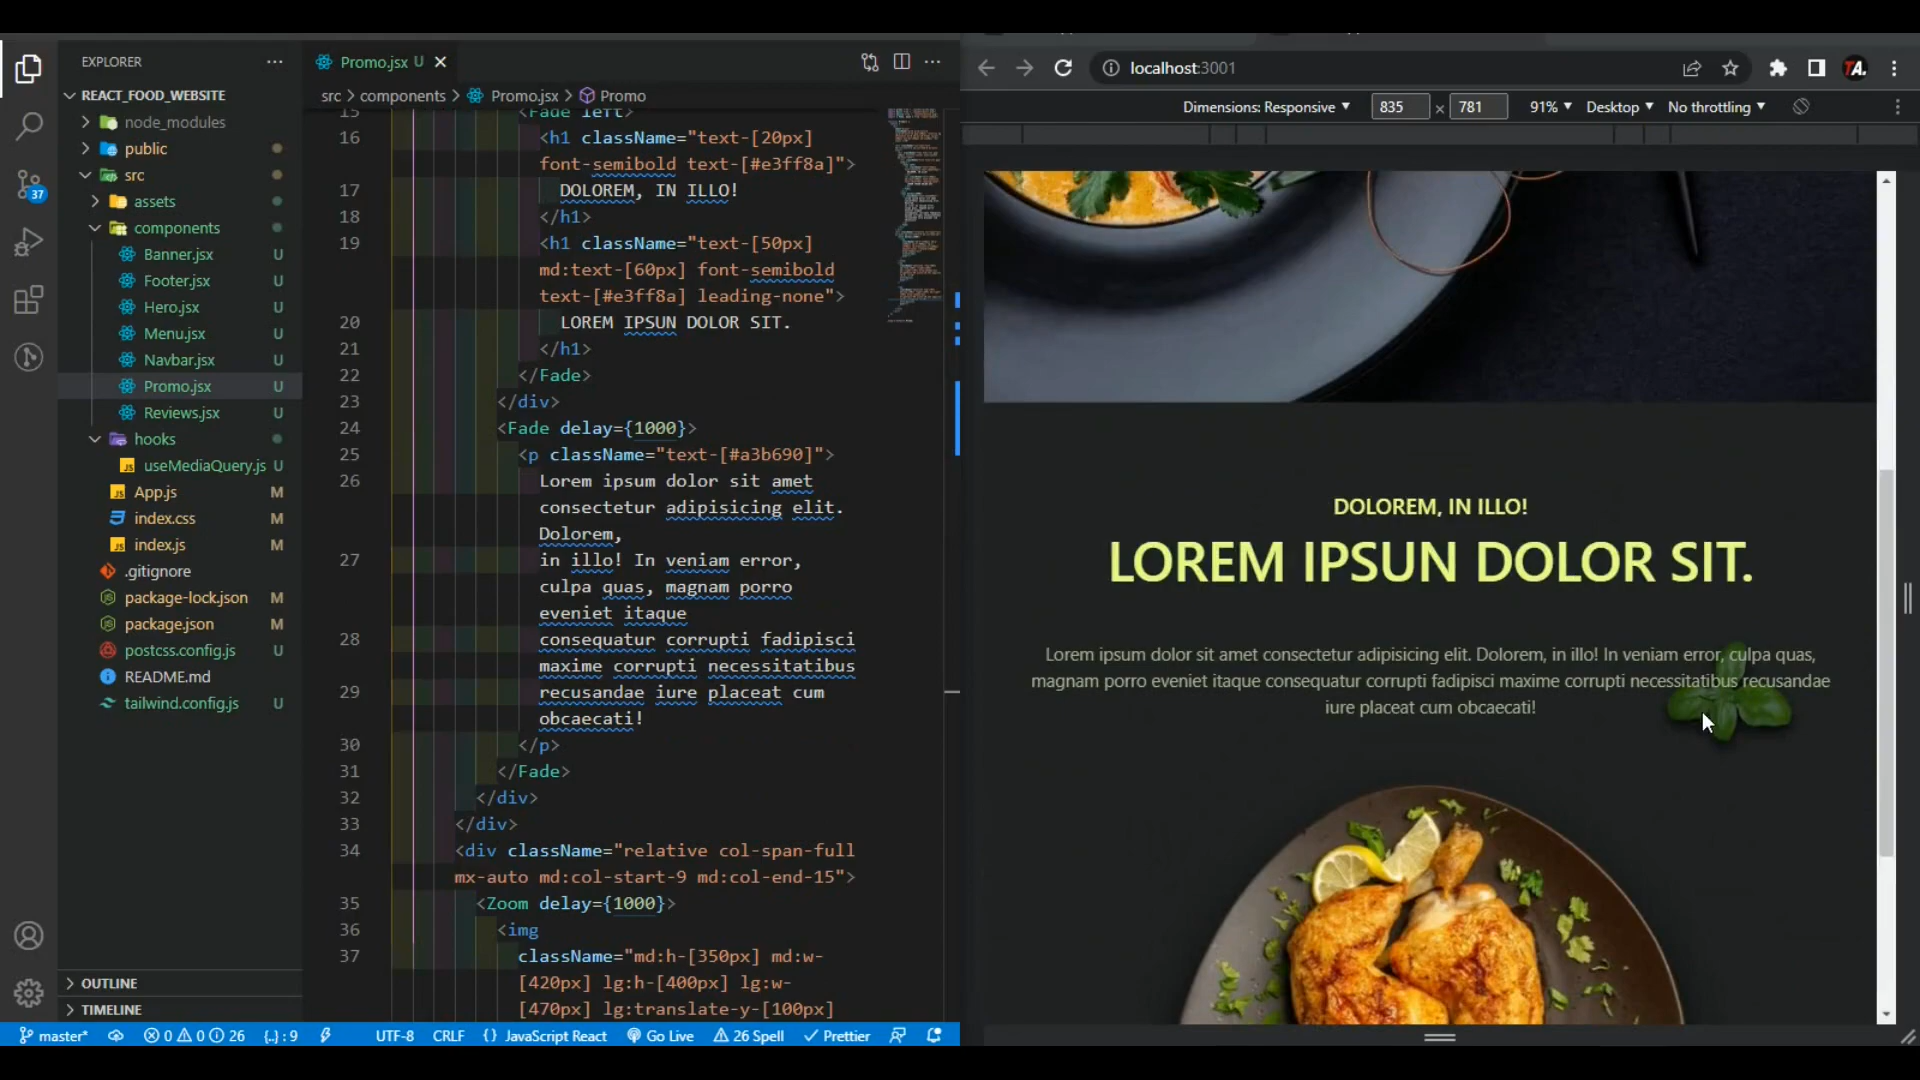 EXPLORER
REACT_FOOD_WEBSITE
node_modules
public
src
assets
components
Banner.jsx U
Footer.jsx U
Hero.jsx U
Menu.jsx U
Navbar.jsx U
Promo.jsx U
Reviews.jsx U
hooks
useMediaQuery.js U
App.js M
index.css M
index.js M
.gitignore
package-lock.json M
package.json M
postcss.config.js U
README.md
tailwind.config.js U
OUTLINE
TIMELINE
37
Promo.jsx U
src > components > Promo.jsx > Promo
15 <Fade left>
16 <h1 className="text-[20px]
font-semibold text-[#e3ff8a]">
17 DOLOREM, IN ILLO!
18 </h1>
19 <h1 className="text-[50px]
md:text-[60px] font-semibold
text-[#e3ff8a] leading-none">
20 LOREM IPSUN DOLOR SIT.
21 </h1>
22 </Fade>
23 </div>
24 <Fade delay={1000}>
25 <p className="text-[#a3b690]">
26 Lorem ipsum dolor sit amet
consectetur adipisicing elit.
Dolorem,
27 in illo! In veniam error,
culpa quas, magnam porro
eveniet itaque
28 consequatur corrupti fadipisci
maxime corrupti necessitatibus
29 recusandae iure placeat cum
obcaecati!
30 </p>
31 </Fade>
32 </div>
33 </div>
34 <div className="relative col-span-full
mx-auto md:col-start-9 md:col-end-15">
35 <Zoom delay={1000}>
36 <img
37 className="md:h-[350px] md:w-
[420px] lg:h-[400px] lg:w-
[470px] lg:translate-y-[100px]
master* 0 0 26 {..} : 9 UTF-8 CRLF {} JavaScript React Go Live 26 Spell Prettier
localhost:3001
TA.
Dimensions: Responsive 835 × 781 91% Desktop No throttling
DOLOREM, IN ILLO!
LOREM IPSUN DOLOR SIT.
Lorem ipsum dolor sit amet consectetur adipisicing elit. Dolorem, in illo! In veniam error, culpa quas,
magnam porro eveniet itaque consequatur corrupti fadipisci maxime corrupti necessitatibus recusandae
iure placeat cum obcaecati!